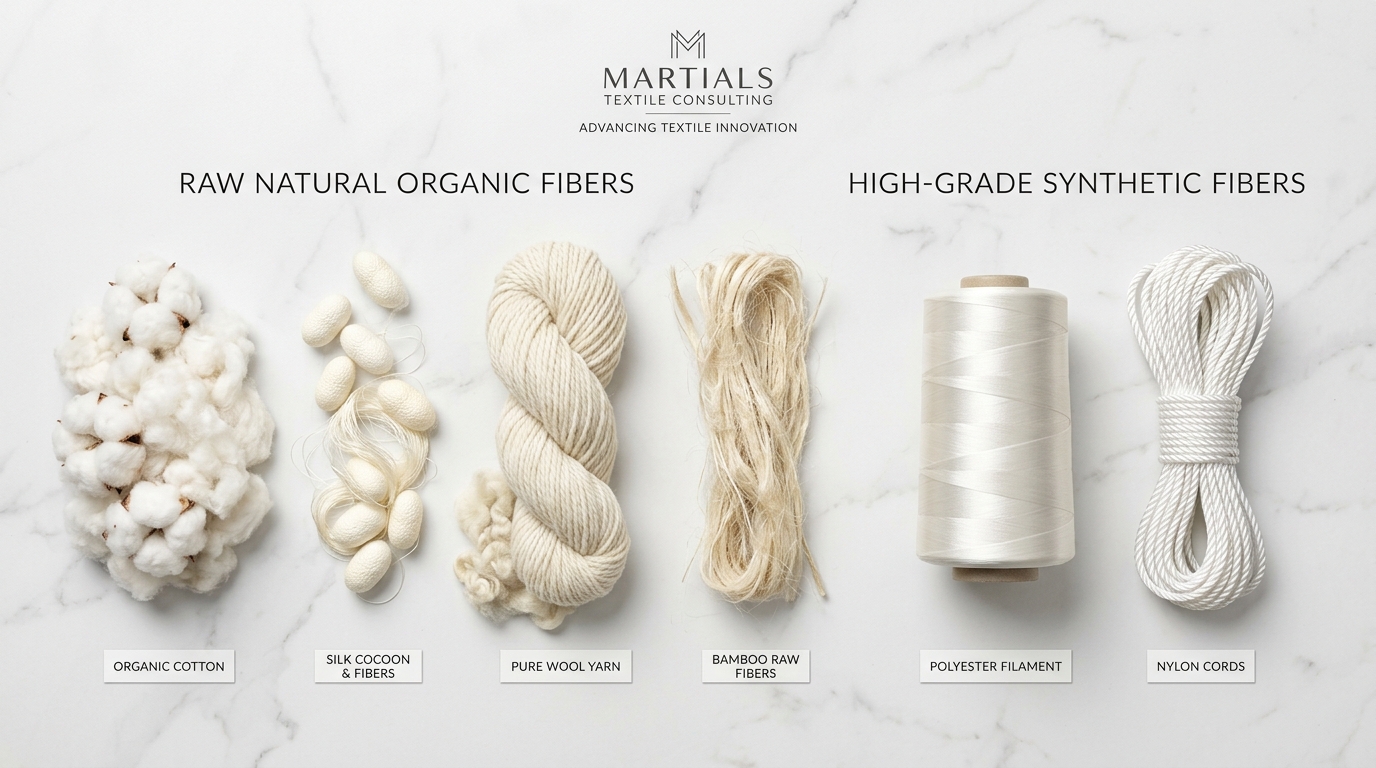 MARTIALS
TEXTILE CONSULTING
ADVANCING TEXTILE INNOVATION
RAW NATURAL ORGANIC FIBERS
HIGH-GRADE SYNTHETIC FIBERS
ORGANIC COTTON
SILK COCOON
& FIBERS
PURE WOOL YARN
BAMBOO RAW
FIBERS
POLYESTER FILAMENT
NYLON CORDS